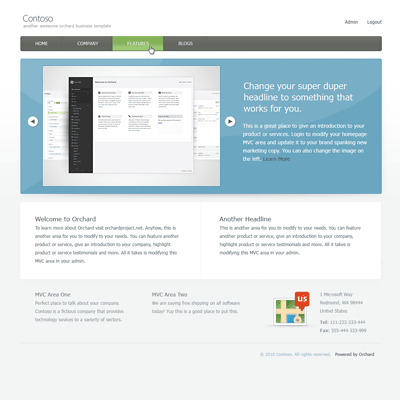 Contoso
another awesome orchard business template
Admin Logout
HOME COMPANY FEATURES BLOGS
Welcome to Orchard
Change your super duper
headline to something that
works for you.
This is a great place to give an introduction to your
product or services. Login to modify your homepage
MVC area and update it to your brand spanking new
marketing copy. You can also change the image on
the left. Learn More
Welcome to Orchard
To learn more about Orchard visit orchardproject.net. Anyhow, this is
another area for you to modify to your needs. You can feature another
product or service, give an introduction to your company, highlight
product or service testimonials and more. All it takes is modifying this
MVC area in your admin.
Another Headline
This is another area for you to modify to your needs. You can feature
another product or service, give an introduction to your company,
highlight product or service testimonials and more. All it takes is
modifying this MVC area in your admin.
MVC Area One
Perfect place to talk about your company.
Contoso is a fictious company that provides
technology devices to a variety of sectors.
MVC Area Two
We are saying free shipping on all software
today! Yup this is a good place to put this.
US
1 Microsoft Way
Redmond, WA 98044
United States
Tel: 111-222-333-444
Fax: 555-444-333-999
© 2010 Contoso. All rights reserved. Powered by Orchard